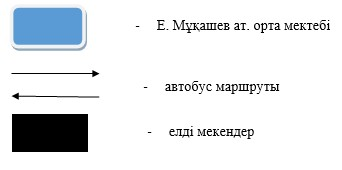 - Е. Мұқашев ат. орта мектебі
- автобус маршруты
- елді мекендер